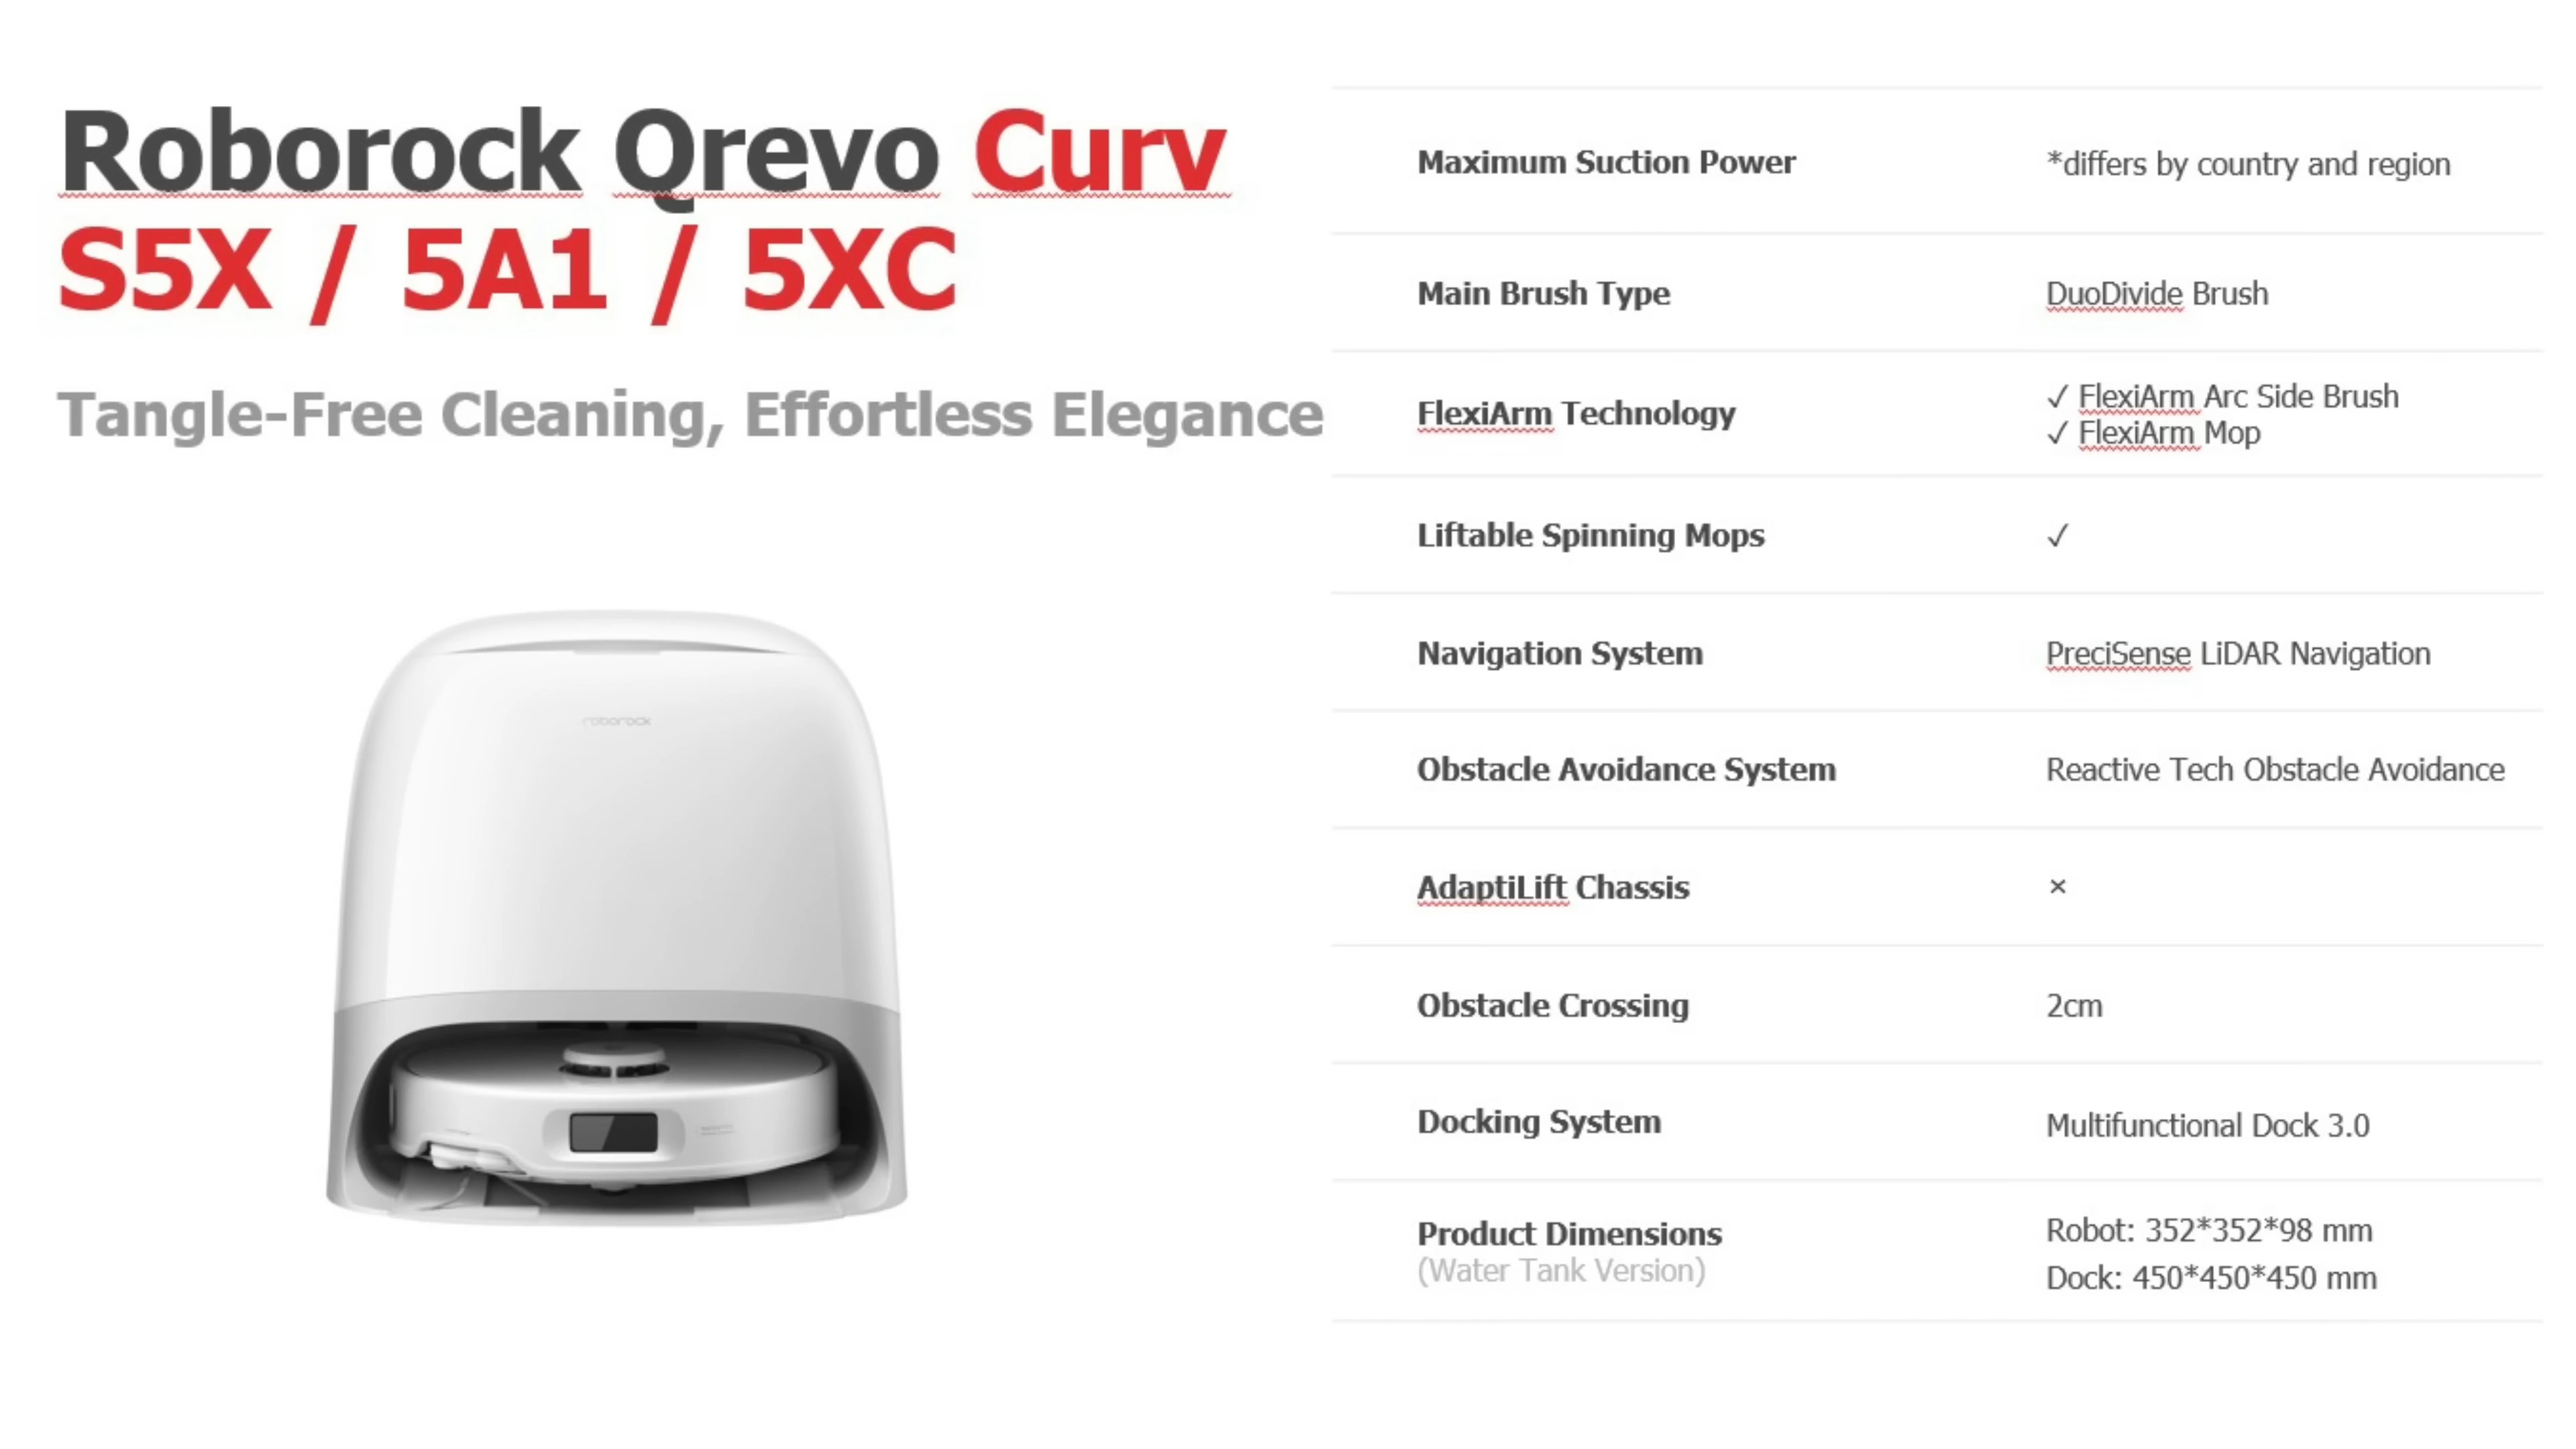 Roborock Qrevo Curv
S5X / 5A1 / 5XC
Tangle-Free Cleaning, Effortless Elegance
roborock
Maximum Suction Power
*differs by country and region
Main Brush Type
DuoDivide Brush
FlexiArm Technology
✓ FlexiArm Arc Side Brush
✓ FlexiArm Mop
Liftable Spinning Mops
✓
Navigation System
PreciSense LiDAR Navigation
Obstacle Avoidance System
Reactive Tech Obstacle Avoidance
AdaptiLift Chassis
×
Obstacle Crossing
2cm
Docking System
Multifunctional Dock 3.0
Product Dimensions
(Water Tank Version)
Robot: 352*352*98 mm
Dock: 450*450*450 mm